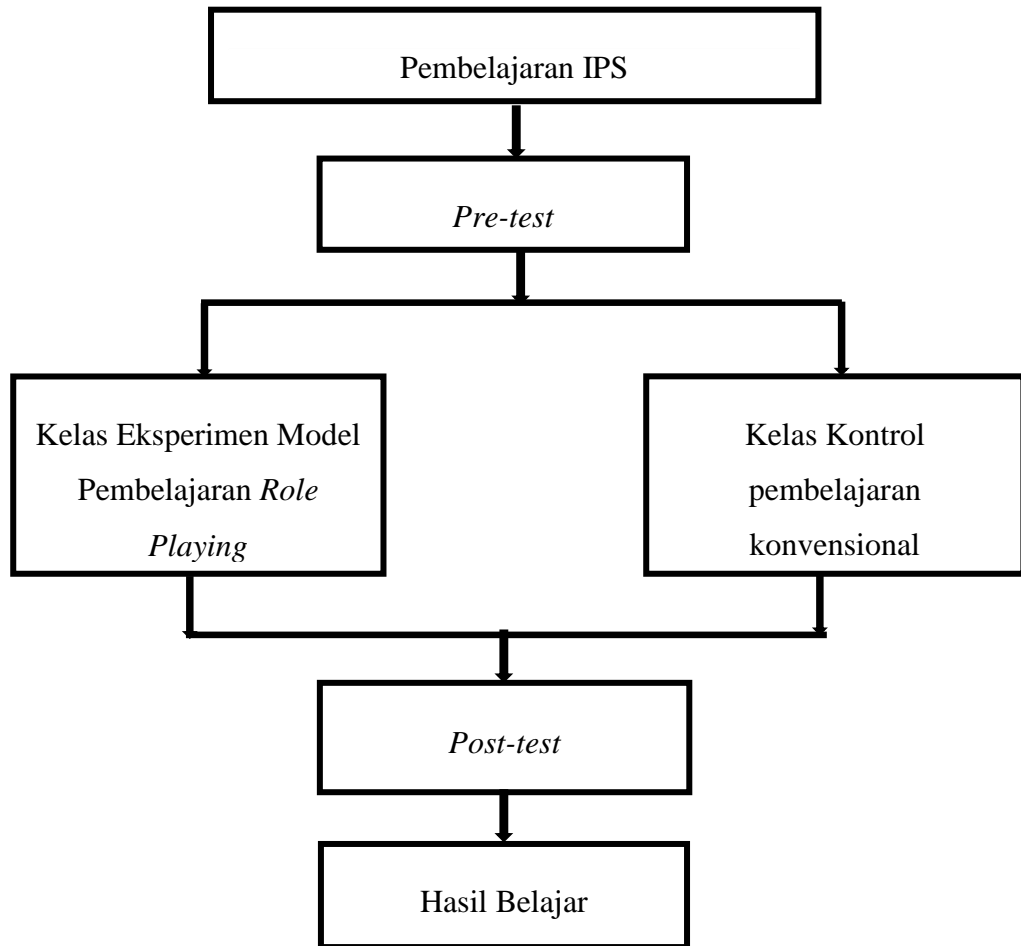 Pembelajaran IPS
Pre-test
Kelas Eksperimen Model
Pembelajaran Role
Playing
Kelas Kontrol
pembelajaran
konvensional
Post-test
Hasil Belajar